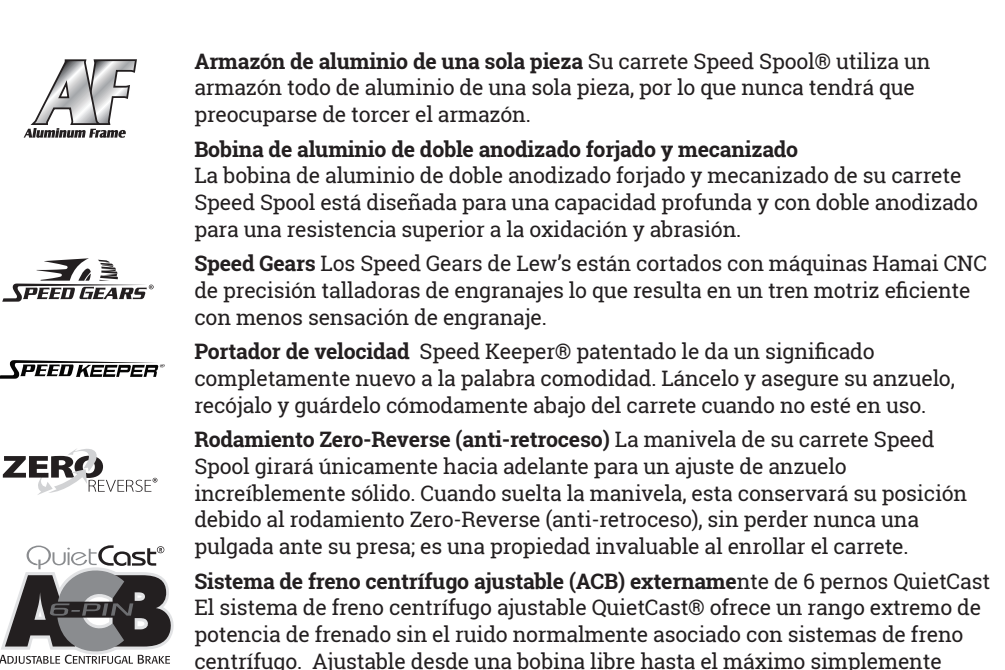 AF
Aluminum Frame
Armazón de aluminio de una sola pieza Su carrete Speed Spool® utiliza un
armazón todo de aluminio de una sola pieza, por lo que nunca tendrá que
preocuparse de torcer el armazón.
Bobina de aluminio de doble anodizado forjado y mecanizado
La bobina de aluminio de doble anodizado forjado y mecanizado de su carrete
Speed Spool está diseñada para una capacidad profunda y con doble anodizado
para una resistencia superior a la oxidación y abrasión.
SPEED GEARS®
Speed Gears Los Speed Gears de Lew’s están cortados con máquinas Hamai CNC
de precisión talladoras de engranajes lo que resulta en un tren motriz eficiente
con menos sensación de engranaje.
SPEED KEEPER®
Portador de velocidad  Speed Keeper® patentado le da un significado
completamente nuevo a la palabra comodidad. Láncelo y asegure su anzuelo,
recójalo y guárdelo cómodamente abajo del carrete cuando no esté en uso.
ZERO
REVERSE®
Rodamiento Zero-Reverse (anti-retroceso) La manivela de su carrete Speed
Spool girará únicamente hacia adelante para un ajuste de anzuelo
increíblemente sólido. Cuando suelta la manivela, esta conservará su posición
debido al rodamiento Zero-Reverse (anti-retroceso), sin perder nunca una
pulgada ante su presa; es una propiedad invaluable al enrollar el carrete.
QuietCast®
ACB
6-PIN
ADJUSTABLE CENTRIFUGAL BRAKE
Sistema de freno centrífugo ajustable (ACB) externamente de 6 pernos QuietCast
El sistema de freno centrífugo ajustable QuietCast® ofrece un rango extremo de
potencia de frenado sin el ruido normalmente asociado con sistemas de freno
centrífugo.  Ajustable desde una bobina libre hasta el máximo simplemente